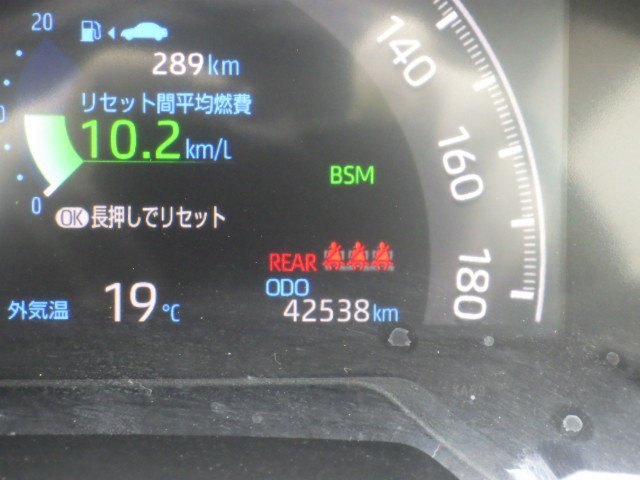 20
289km
リセット間平均燃費
10.2km/L
0
OK長押しでリセット
BSM
REAR
ODO
42538km
外気温 19℃
140
160
180